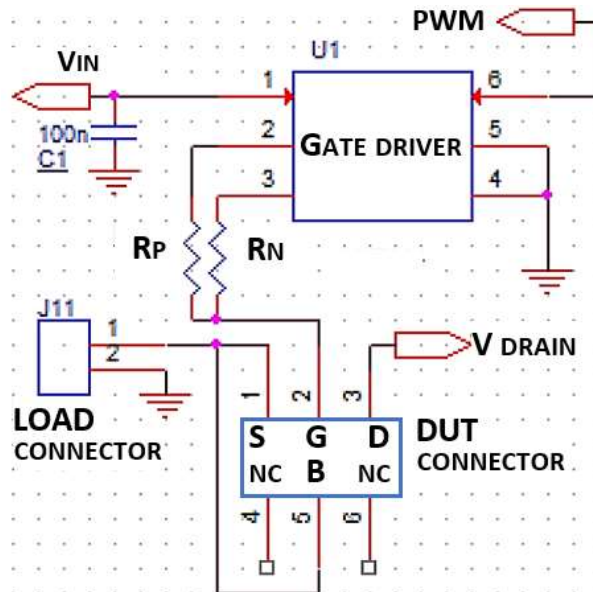 PWM
VIN
U1
1
6
100n
C1
2
GATE DRIVER
5
3
4
RP
RN
J11
1
2
V DRAIN
1
2
3
LOAD
CONNECTOR
S
G
D
DUT
CONNECTOR
NC
B
NC
4
5
6